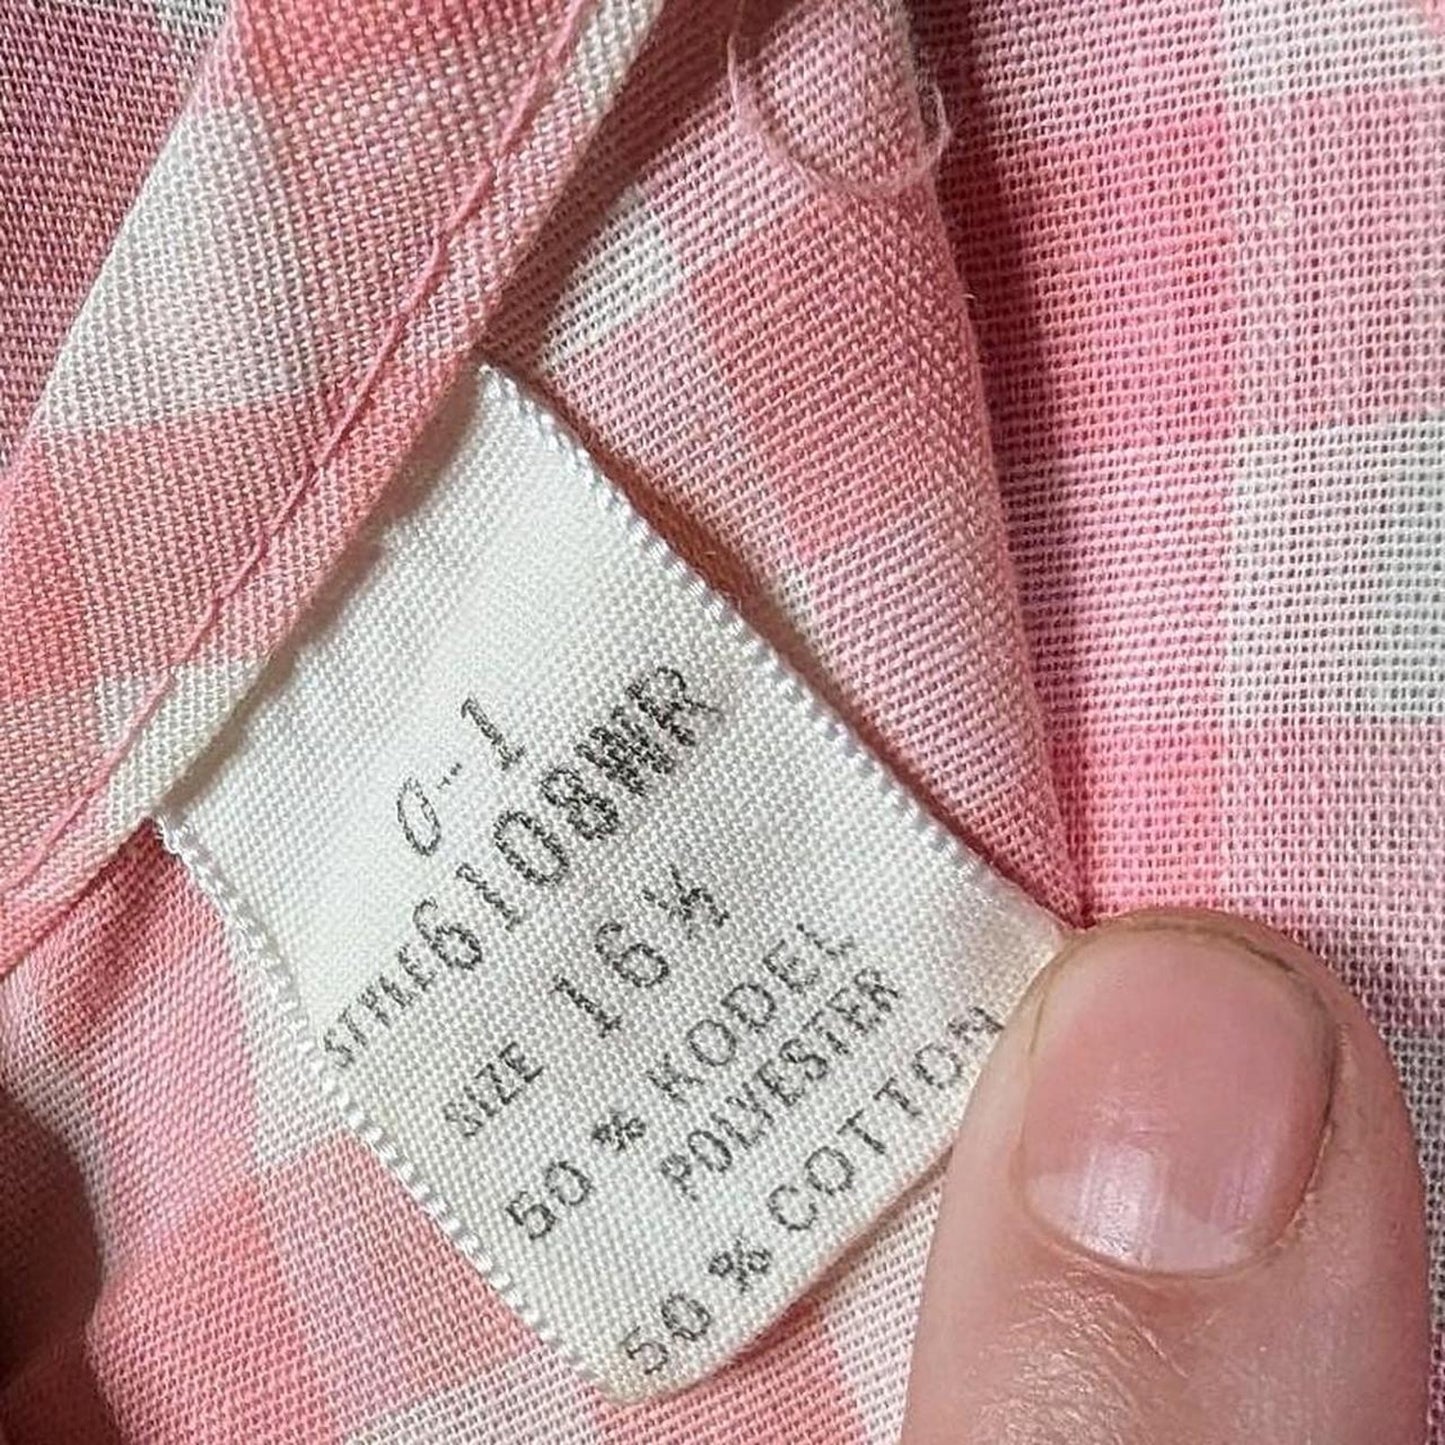 0-1
STYLE 6108WR
SIZE 16½
50% KODEL
POLYESTER
50% COTTON